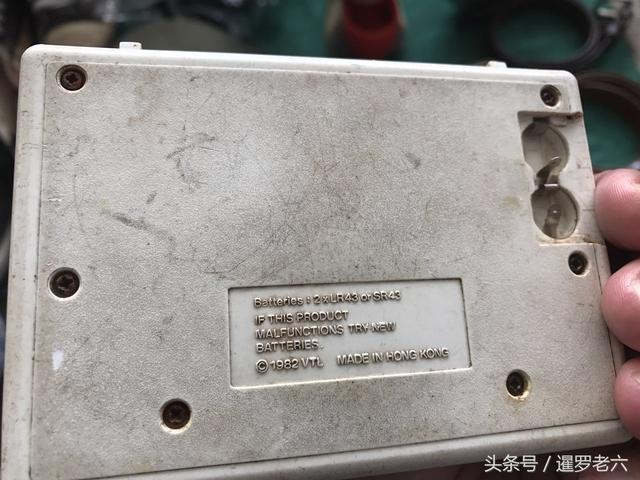 Batteries : 2 x LR43 or SR43
IF THIS PRODUCT
MALFUNCTIONS TRY NEW
BATTERIES.
©1982 VTL MADE IN HONG KONG
头条号 / 暹罗老六